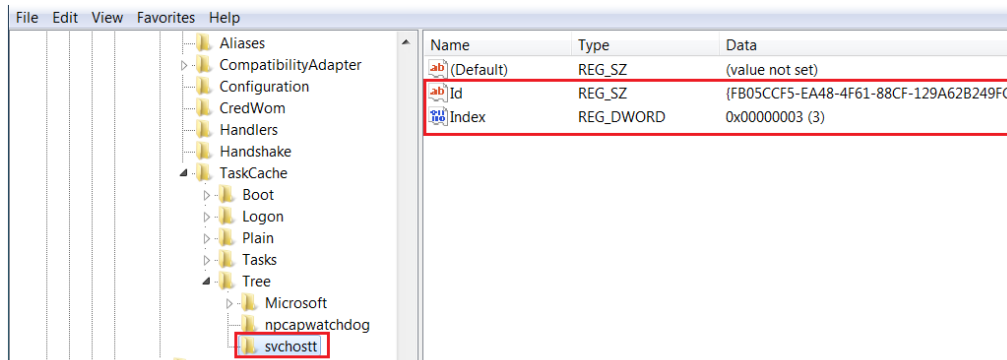 File Edit View Favorites Help
Aliases
CompatibilityAdapter
Configuration
CredWom
Handlers
Handshake
TaskCache
Boot
Logon
Plain
Tasks
Tree
Microsoft
npcapwatchdog
svchostt
Name Type Data
(Default) REG_SZ (value not set)
Id REG_SZ {FB05CCF5-EA48-4F61-88CF-129A62B249F
Index REG_DWORD 0x00000003 (3)